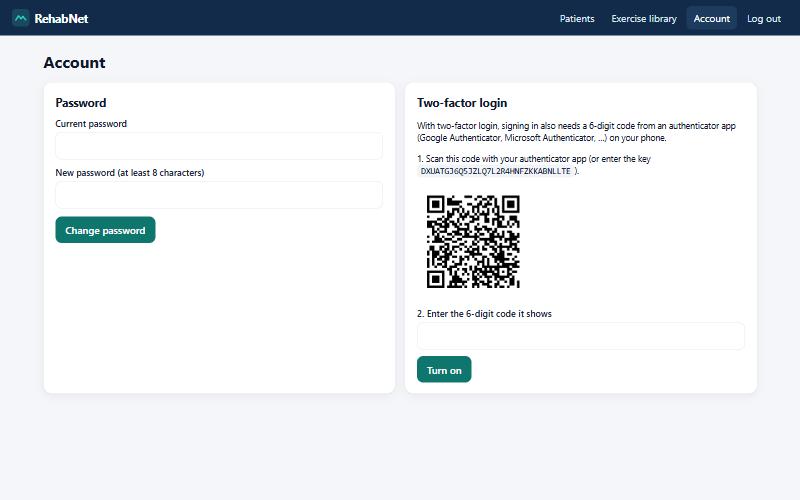 RehabNet
Patients
Exercise library
Account
Log out
Account
Password
Current password
New password (at least 8 characters)
Change password
Two-factor login
With two-factor login, signing in also needs a 6-digit code from an authenticator app
(Google Authenticator, Microsoft Authenticator, ...) on your phone.
1. Scan this code with your authenticator app (or enter the key
DXUATGJ6Q5JZLQ7L2R4HNFZKKABNLLTE ).
2. Enter the 6-digit code it shows
Turn on